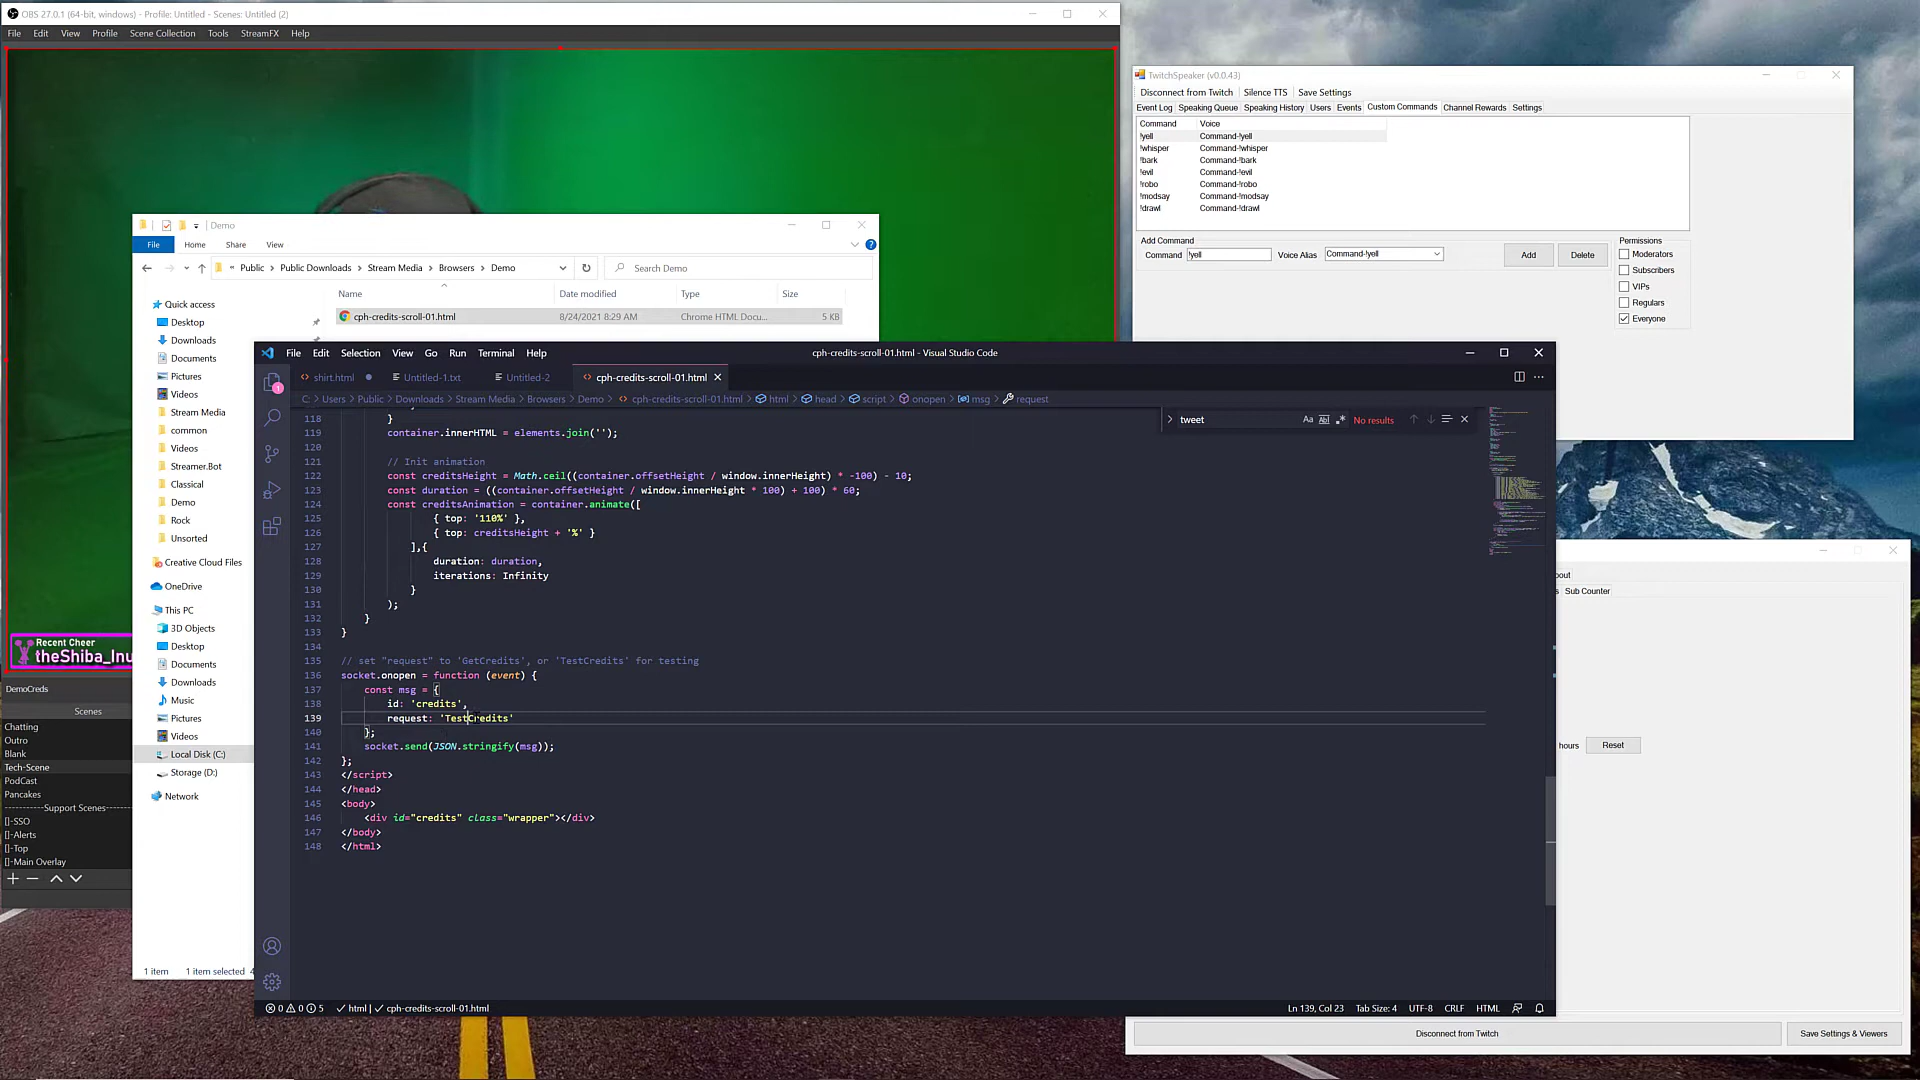 OBS 27.0.1 (64-bit, windows) - Profile: Untitled - Scenes: Untitled (2)
File Edit View Profile Scene Collection Tools StreamFX Help
Recent Cheer
theShiba_Inu
DemoCreds
Scenes
Chatting
Outro
Blank
Tech-Scene
PodCast
Pancakes
----------Support Scenes----------
[]-SSO
[]-Alerts
[]-Top
[]-Main Overlay
Demo
File Home Share View
« Public › Public Downloads › Stream Media › Browsers › Demo
Search Demo
Name Date modified Type Size
cph-credits-scroll-01.html 8/24/2021 8:29 AM Chrome HTML Docu... 5 KB
Quick access
Desktop
Downloads
Documents
Pictures
Videos
Stream Media
common
Videos
Streamer.Bot
Classical
Demo
Rock
Unsorted
Creative Cloud Files
OneDrive
This PC
3D Objects
Desktop
Documents
Downloads
Music
Pictures
Videos
Local Disk (C:)
Storage (D:)
Network
1 item 1 item selected
File Edit Selection View Go Run Terminal Help
cph-credits-scroll-01.html - Visual Studio Code
shirt.html
Untitled-1.txt
Untitled-2
cph-credits-scroll-01.html
C: › Users › Public › Downloads › Stream Media › Browsers › Demo › cph-credits-scroll-01.html › html › head › script › onopen › msg › request
tweet
Aa Ab| .* No results
118 }
119 container.innerHTML = elements.join('');
120
121 // Init animation
122 const creditsHeight = Math.ceil((container.offsetHeight / window.innerHeight) * -100) - 10;
123 const duration = ((container.offsetHeight / window.innerHeight * 100) + 100) * 60;
124 const creditsAnimation = container.animate([
125 { top: '110%' },
126 { top: creditsHeight + '%' }
127 ],{
128 duration: duration,
129 iterations: Infinity
130 }
131 );
132 }
133 }
134
135 // set "request" to 'GetCredits', or 'TestCredits' for testing
136 socket.onopen = function (event) {
137 const msg = {
138 id: 'credits',
139 request: 'TestCredits'
140 };
141 socket.send(JSON.stringify(msg));
142 };
143 </script>
144 </head>
145 <body>
146 <div id="credits" class="wrapper"></div>
147 </body>
148 </html>
1
0 0 5 html | cph-credits-scroll-01.html
Ln 139, Col 23 Tab Size: 4 UTF-8 CRLF HTML
TwitchSpeaker (v0.0.43)
Disconnect from Twitch Silence TTS Save Settings
Event Log Speaking Queue Speaking History Users Events Custom Commands Channel Rewards Settings
Command Voice
!yell Command-!yell
!whisper Command-!whisper
!bark Command-!bark
!evil Command-!evil
!robo Command-!robo
!modsay Command-!modsay
!drawl Command-!drawl
Add Command
Command !yell Voice Alias Command-!yell Add Delete
Permissions
Moderators
Subscribers
VIPs
Regulars
Everyone
Sub Counter
hours Reset
Disconnect from Twitch Save Settings & Viewers